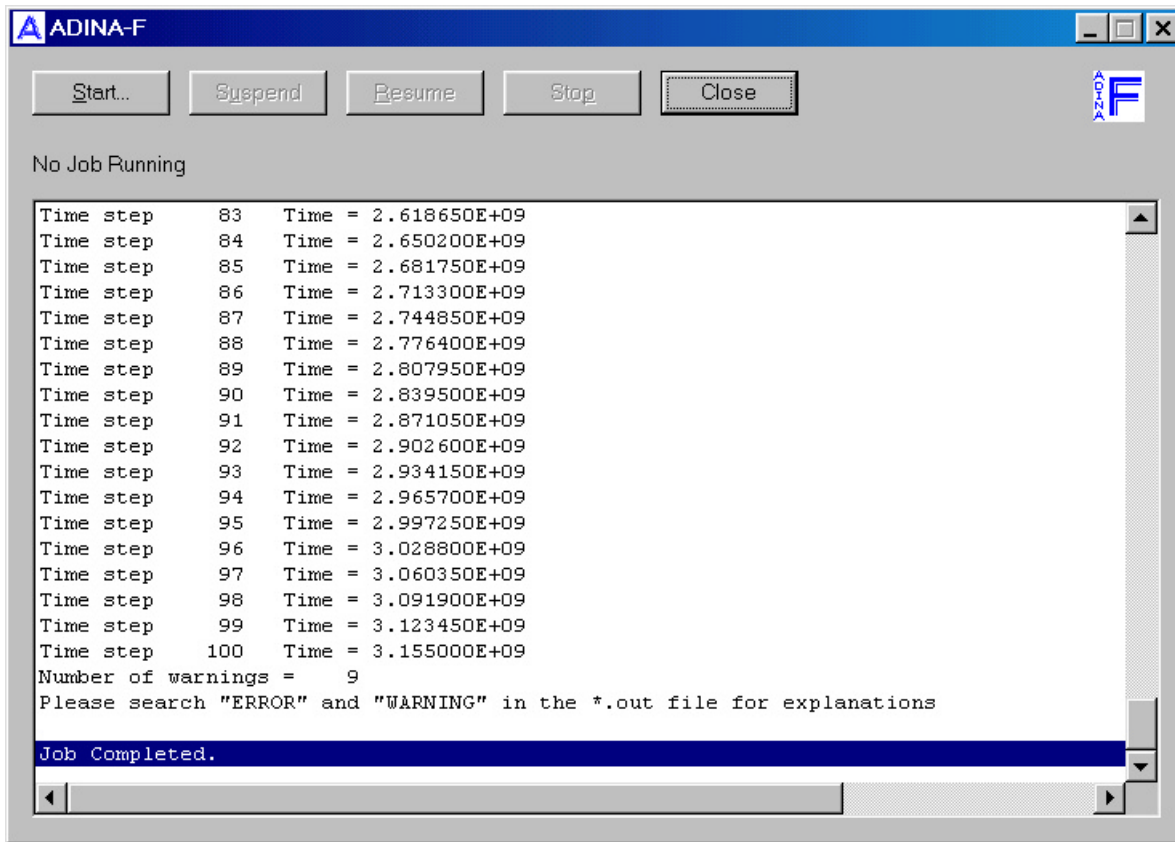 ADINA-F
Start... Suspend Resume Stop Close
ADINA F
No Job Running
Time step 83 Time = 2.618650E+09
Time step 84 Time = 2.650200E+09
Time step 85 Time = 2.681750E+09
Time step 86 Time = 2.713300E+09
Time step 87 Time = 2.744850E+09
Time step 88 Time = 2.776400E+09
Time step 89 Time = 2.807950E+09
Time step 90 Time = 2.839500E+09
Time step 91 Time = 2.871050E+09
Time step 92 Time = 2.902600E+09
Time step 93 Time = 2.934150E+09
Time step 94 Time = 2.965700E+09
Time step 95 Time = 2.997250E+09
Time step 96 Time = 3.028800E+09
Time step 97 Time = 3.060350E+09
Time step 98 Time = 3.091900E+09
Time step 99 Time = 3.123450E+09
Time step 100 Time = 3.155000E+09
Number of warnings = 9
Please search "ERROR" and "WARNING" in the *.out file for explanations
Job Completed.